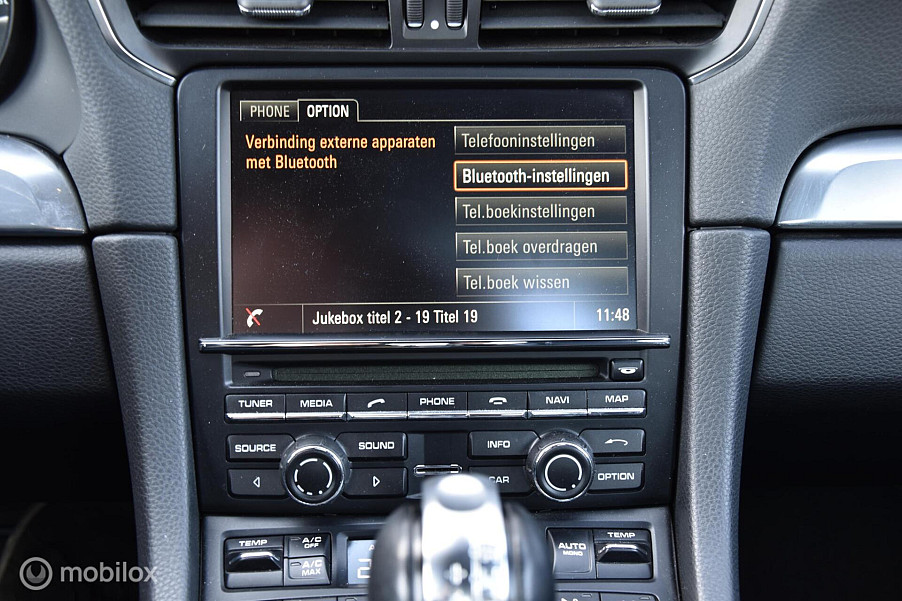 PHONE OPTION
Verbinding externe apparaten
met Bluetooth
Telefooninstellingen
Bluetooth-instellingen
Tel.boekinstellingen
Tel.boek overdragen
Tel.boek wissen
Jukebox titel 2 - 19 Titel 19 11:48
TUNER MEDIA PHONE NAVI MAP
SOURCE SOUND INFO
CAR OPTION
TEMP A/C OFF AUTO MONO TEMP
A/C MAX
mobilox